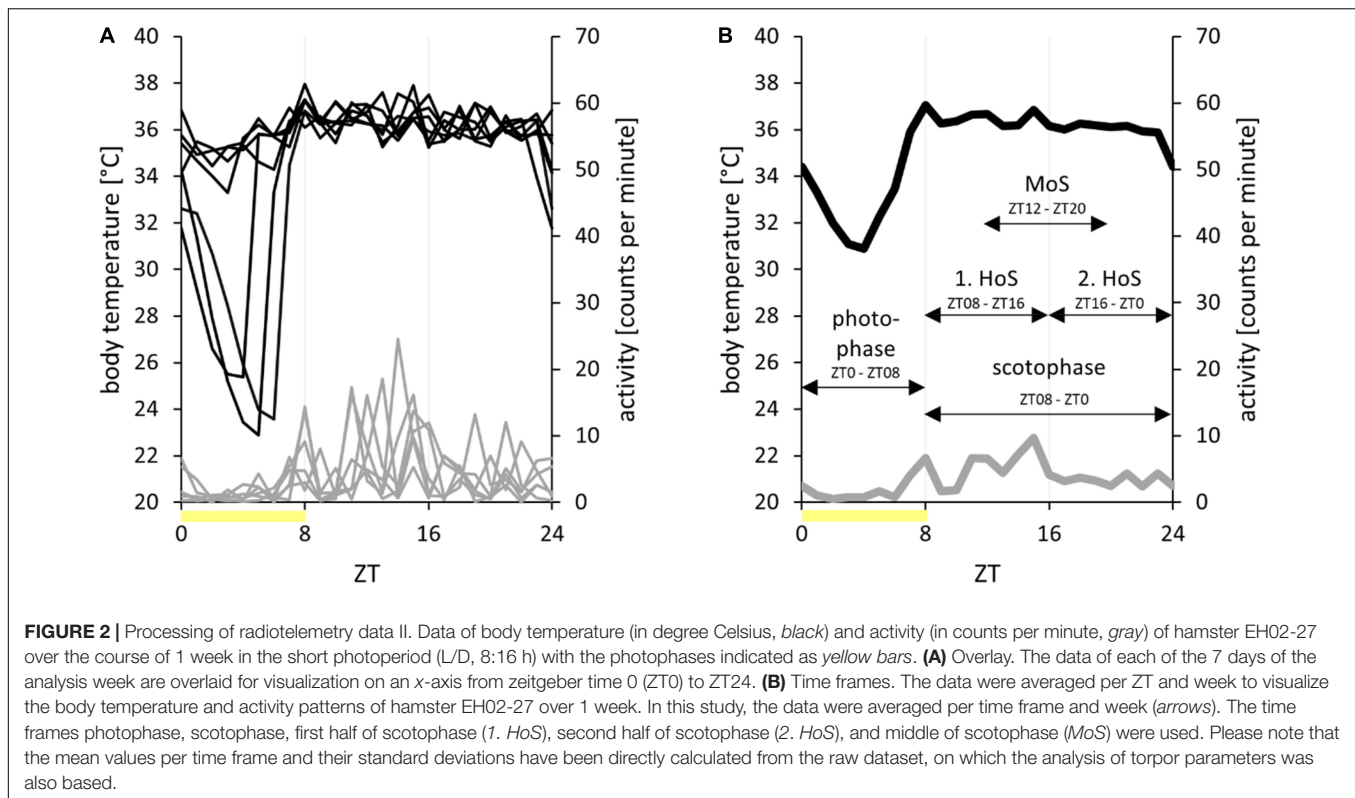 A
40
38
36
34
32
30
28
26
24
22
20
body temperature [°C]
70
60
50
40
30
20
10
0
activity [counts per minute]
0 8 16 24
ZT
B
40
38
36
34
32
30
28
26
24
22
20
body temperature [°C]
70
60
50
40
30
20
10
0
activity [counts per minute]
MoS
ZT12 - ZT20
1. HoS
ZT08 - ZT16
2. HoS
ZT16 - ZT0
photo-
phase
ZT0 - ZT08
scotophase
ZT08 - ZT0
0 8 16 24
ZT
FIGURE 2 | Processing of radiotelemetry data II. Data of body temperature (in degree Celsius, black) and activity (in counts per minute, gray) of hamster EH02-27
over the course of 1 week in the short photoperiod (L/D, 8:16 h) with the photophases indicated as yellow bars. (A) Overlay. The data of each of the 7 days of the
analysis week are overlaid for visualization on an x-axis from zeitgeber time 0 (ZT0) to ZT24. (B) Time frames. The data were averaged per ZT and week to visualize
the body temperature and activity patterns of hamster EH02-27 over 1 week. In this study, the data were averaged per time frame and week (arrows). The time
frames photophase, scotophase, first half of scotophase (1. HoS), second half of scotophase (2. HoS), and middle of scotophase (MoS) were used. Please note that
the mean values per time frame and their standard deviations have been directly calculated from the raw dataset, on which the analysis of torpor parameters was
also based.